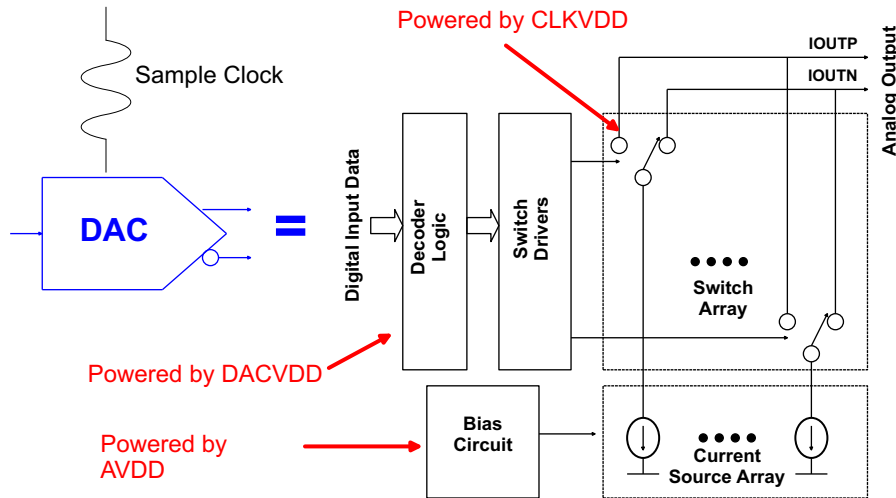 Powered by CLKVDD
Sample Clock
IOUTP
IOUTN
Analog Output
DAC
=
Digital Input Data
Decoder
Logic
Switch
Drivers
Switch
Array
Powered by DACVDD
Powered by
AVDD
Bias
Circuit
Current
Source Array